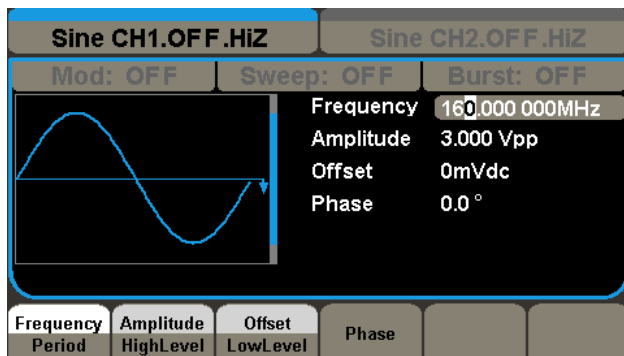 Sine CH1.OFF.HiZ Sine CH2.OFF.HiZ
Mod: OFF Sweep: OFF Burst: OFF
Frequency 160.000 000MHz
Amplitude 3.000 Vpp
Offset 0mVdc
Phase 0.0 °
Frequency Amplitude Offset Phase
Period HighLevel LowLevel